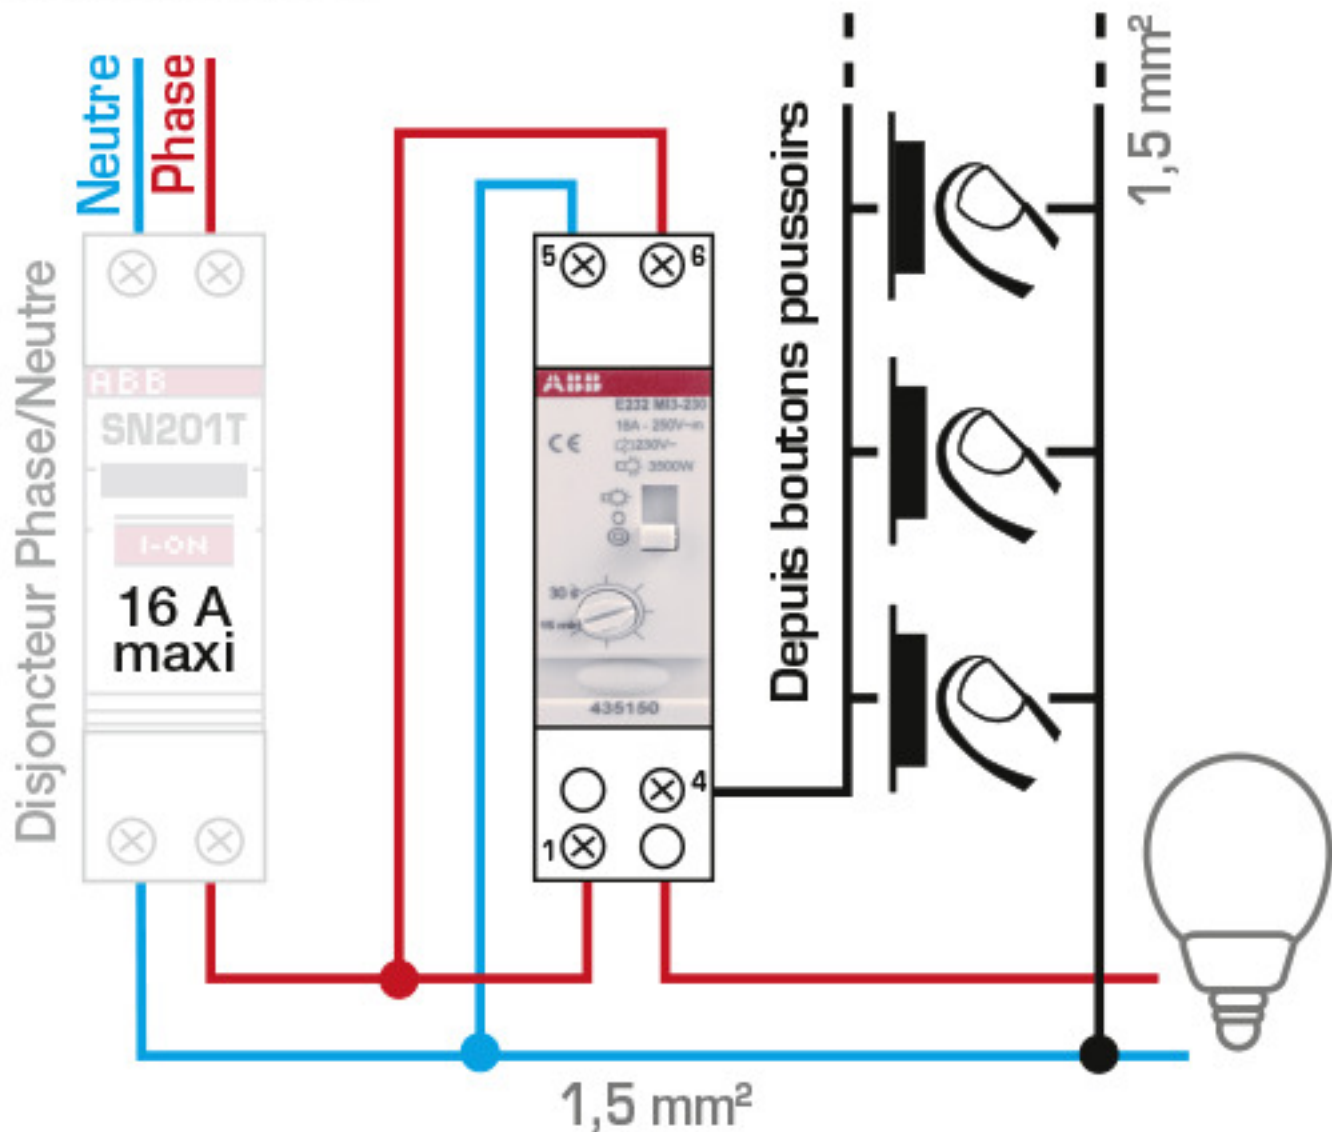 Neutre
Phase
Disjoncteur Phase/Neutre
ABB
SN201T
I-ON
16 A
maxi
5
6
ABB
E232 MI3-230
16A - 250V~
CE
230V~
3500W
30 s
435150
4
1
Depuis boutons poussoirs
1,5 mm²
1,5 mm²